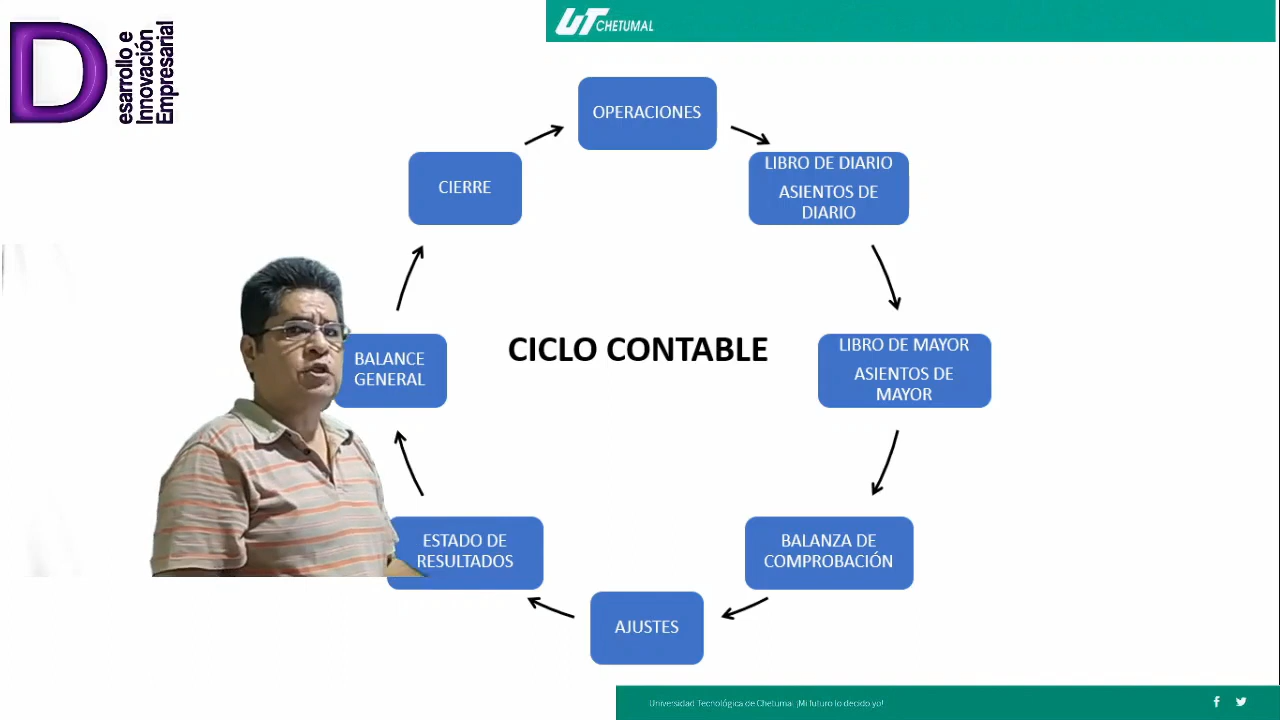 D
esarrollo e
Innovación
Empresarial
UT CHETUMAL
OPERACIONES
CIERRE
LIBRO DE DIARIO
ASIENTOS DE
DIARIO
CICLO CONTABLE
BALANCE
GENERAL
LIBRO DE MAYOR
ASIENTOS DE
MAYOR
ESTADO DE
RESULTADOS
BALANZA DE
COMPROBACIÓN
AJUSTES
Universidad Tecnológica de Chetumal ¡Mi futuro lo decido yo!